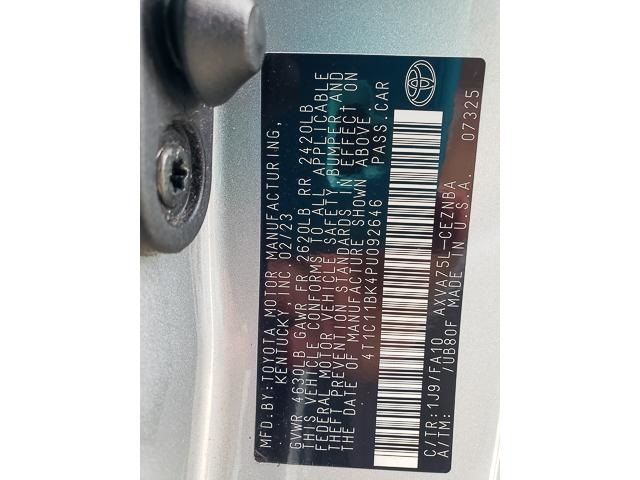 MFD. BY: TOYOTA MOTOR MANUFACTURING,
KENTUCKY, INC. 02/23
GVWR 4630LB GAWR FR 2620LB RR 2420LB
THIS VEHICLE CONFORMS TO ALL APPLICABLE
FEDERAL MOTOR VEHICLE SAFETY, BUMPER AND
THEFT PREVENTION STANDARDS IN EFFECT ON
THE DATE OF MANUFACTURE SHOWN ABOVE.
4T1C11BK4PU092646 PASS.CAR
C/TR: 1J9/FA10 AXVA75L-CEZNBA
A/TM: /UB80F MADE IN U.S.A. 07325